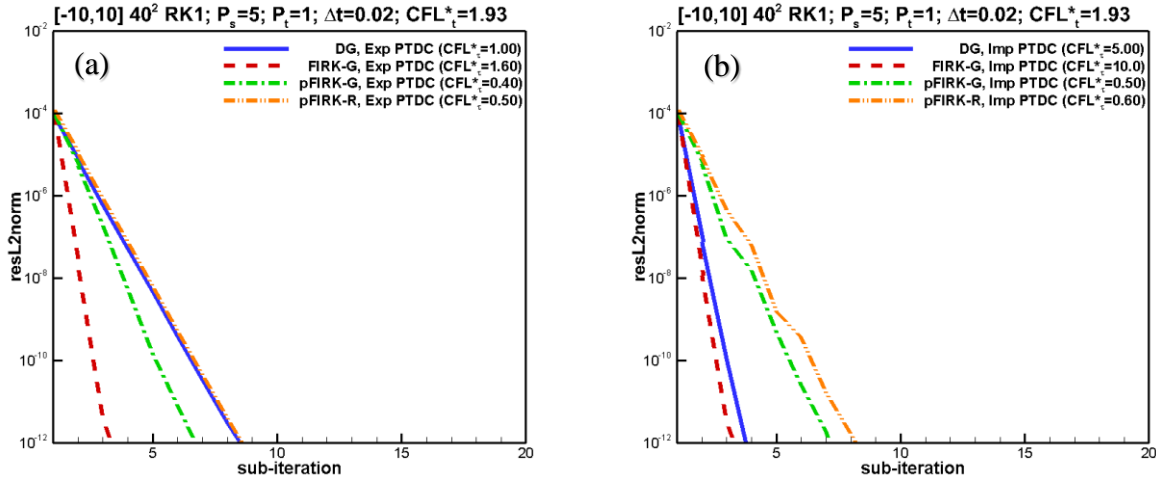 [-10,10] 40² RK1; Pₛ=5; Pₜ=1; Δt=0.02; CFL*ₜ=1.93
(a)
DG, Exp PTDC (CFL*τ=1.00)
FIRK-G, Exp PTDC (CFL*τ=1.60)
pFIRK-G, Exp PTDC (CFL*τ=0.40)
pFIRK-R, Exp PTDC (CFL*τ=0.50)
resL2norm
10⁻²
10⁻⁴
10⁻⁶
10⁻⁸
10⁻¹⁰
10⁻¹²
5 10 15 20
sub-iteration
[-10,10] 40² RK1; Pₛ=5; Pₜ=1; Δt=0.02; CFL*ₜ=1.93
(b)
DG, Imp PTDC (CFL*τ=5.00)
FIRK-G, Imp PTDC (CFL*τ=10.0)
pFIRK-G, Imp PTDC (CFL*τ=0.50)
pFIRK-R, Imp PTDC (CFL*τ=0.60)
resL2norm
10⁻²
10⁻⁴
10⁻⁶
10⁻⁸
10⁻¹⁰
10⁻¹²
5 10 15 20
sub-iteration